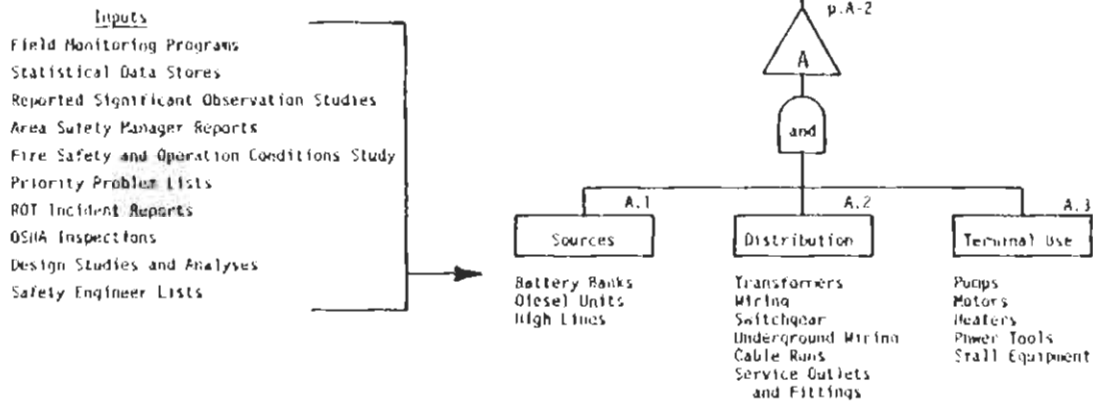 Inputs
Field Monitoring Programs
Statistical Data Stores
Reported Significant Observation Studies
Area Safety Manager Reports
Fire Safety and Operation Conditions Study
Priority Problem Lists
ROT Incident Reports
OSHA Inspections
Design Studies and Analyses
Safety Engineer Lists
p.A-2
A
and
A.1
Sources
Battery Banks
Diesel Units
High Lines
A.2
Distribution
Transformers
Wiring
Switchgear
Underground Wiring
Cable Runs
Service Outlets
and Fittings
A.3
Terminal Use
Pumps
Motors
Heaters
Power Tools
Small Equipment